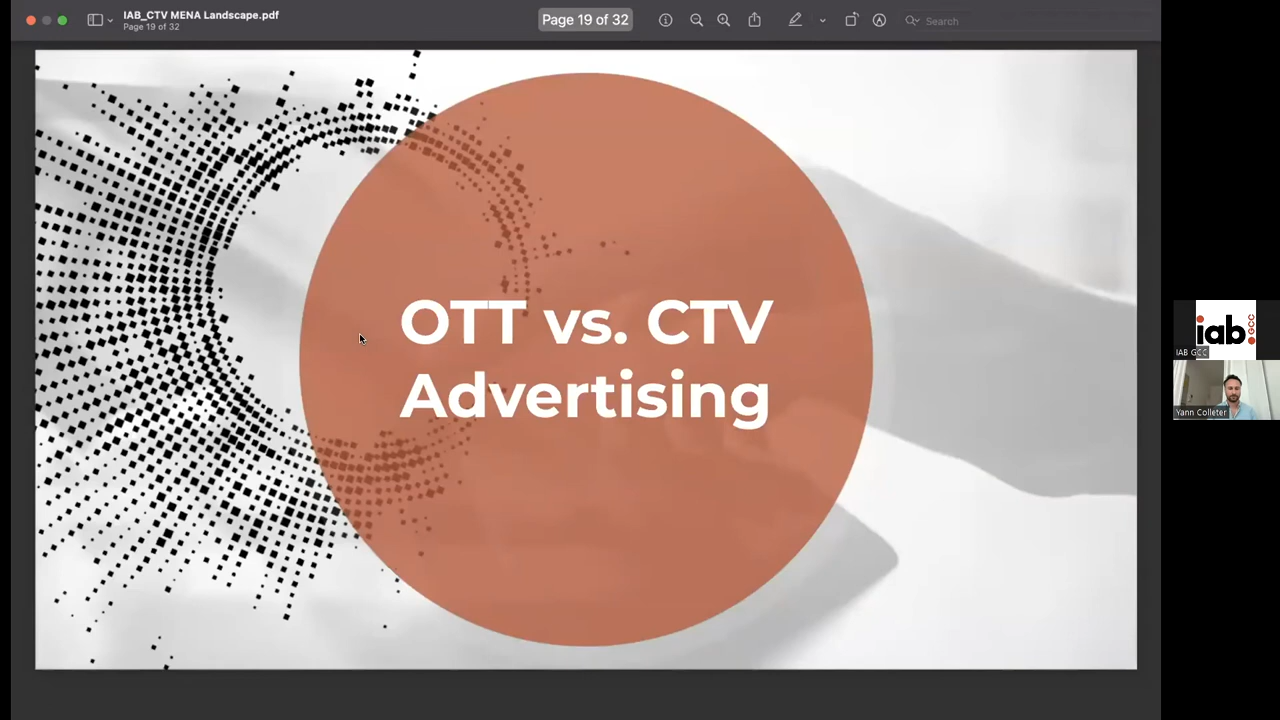 IAB_CTV MENA Landscape.pdf
Page 19 of 32
Page 19 of 32
Search
OTT vs. CTV
Advertising
iab:
GCC
IAB GCC
Yann Colleter